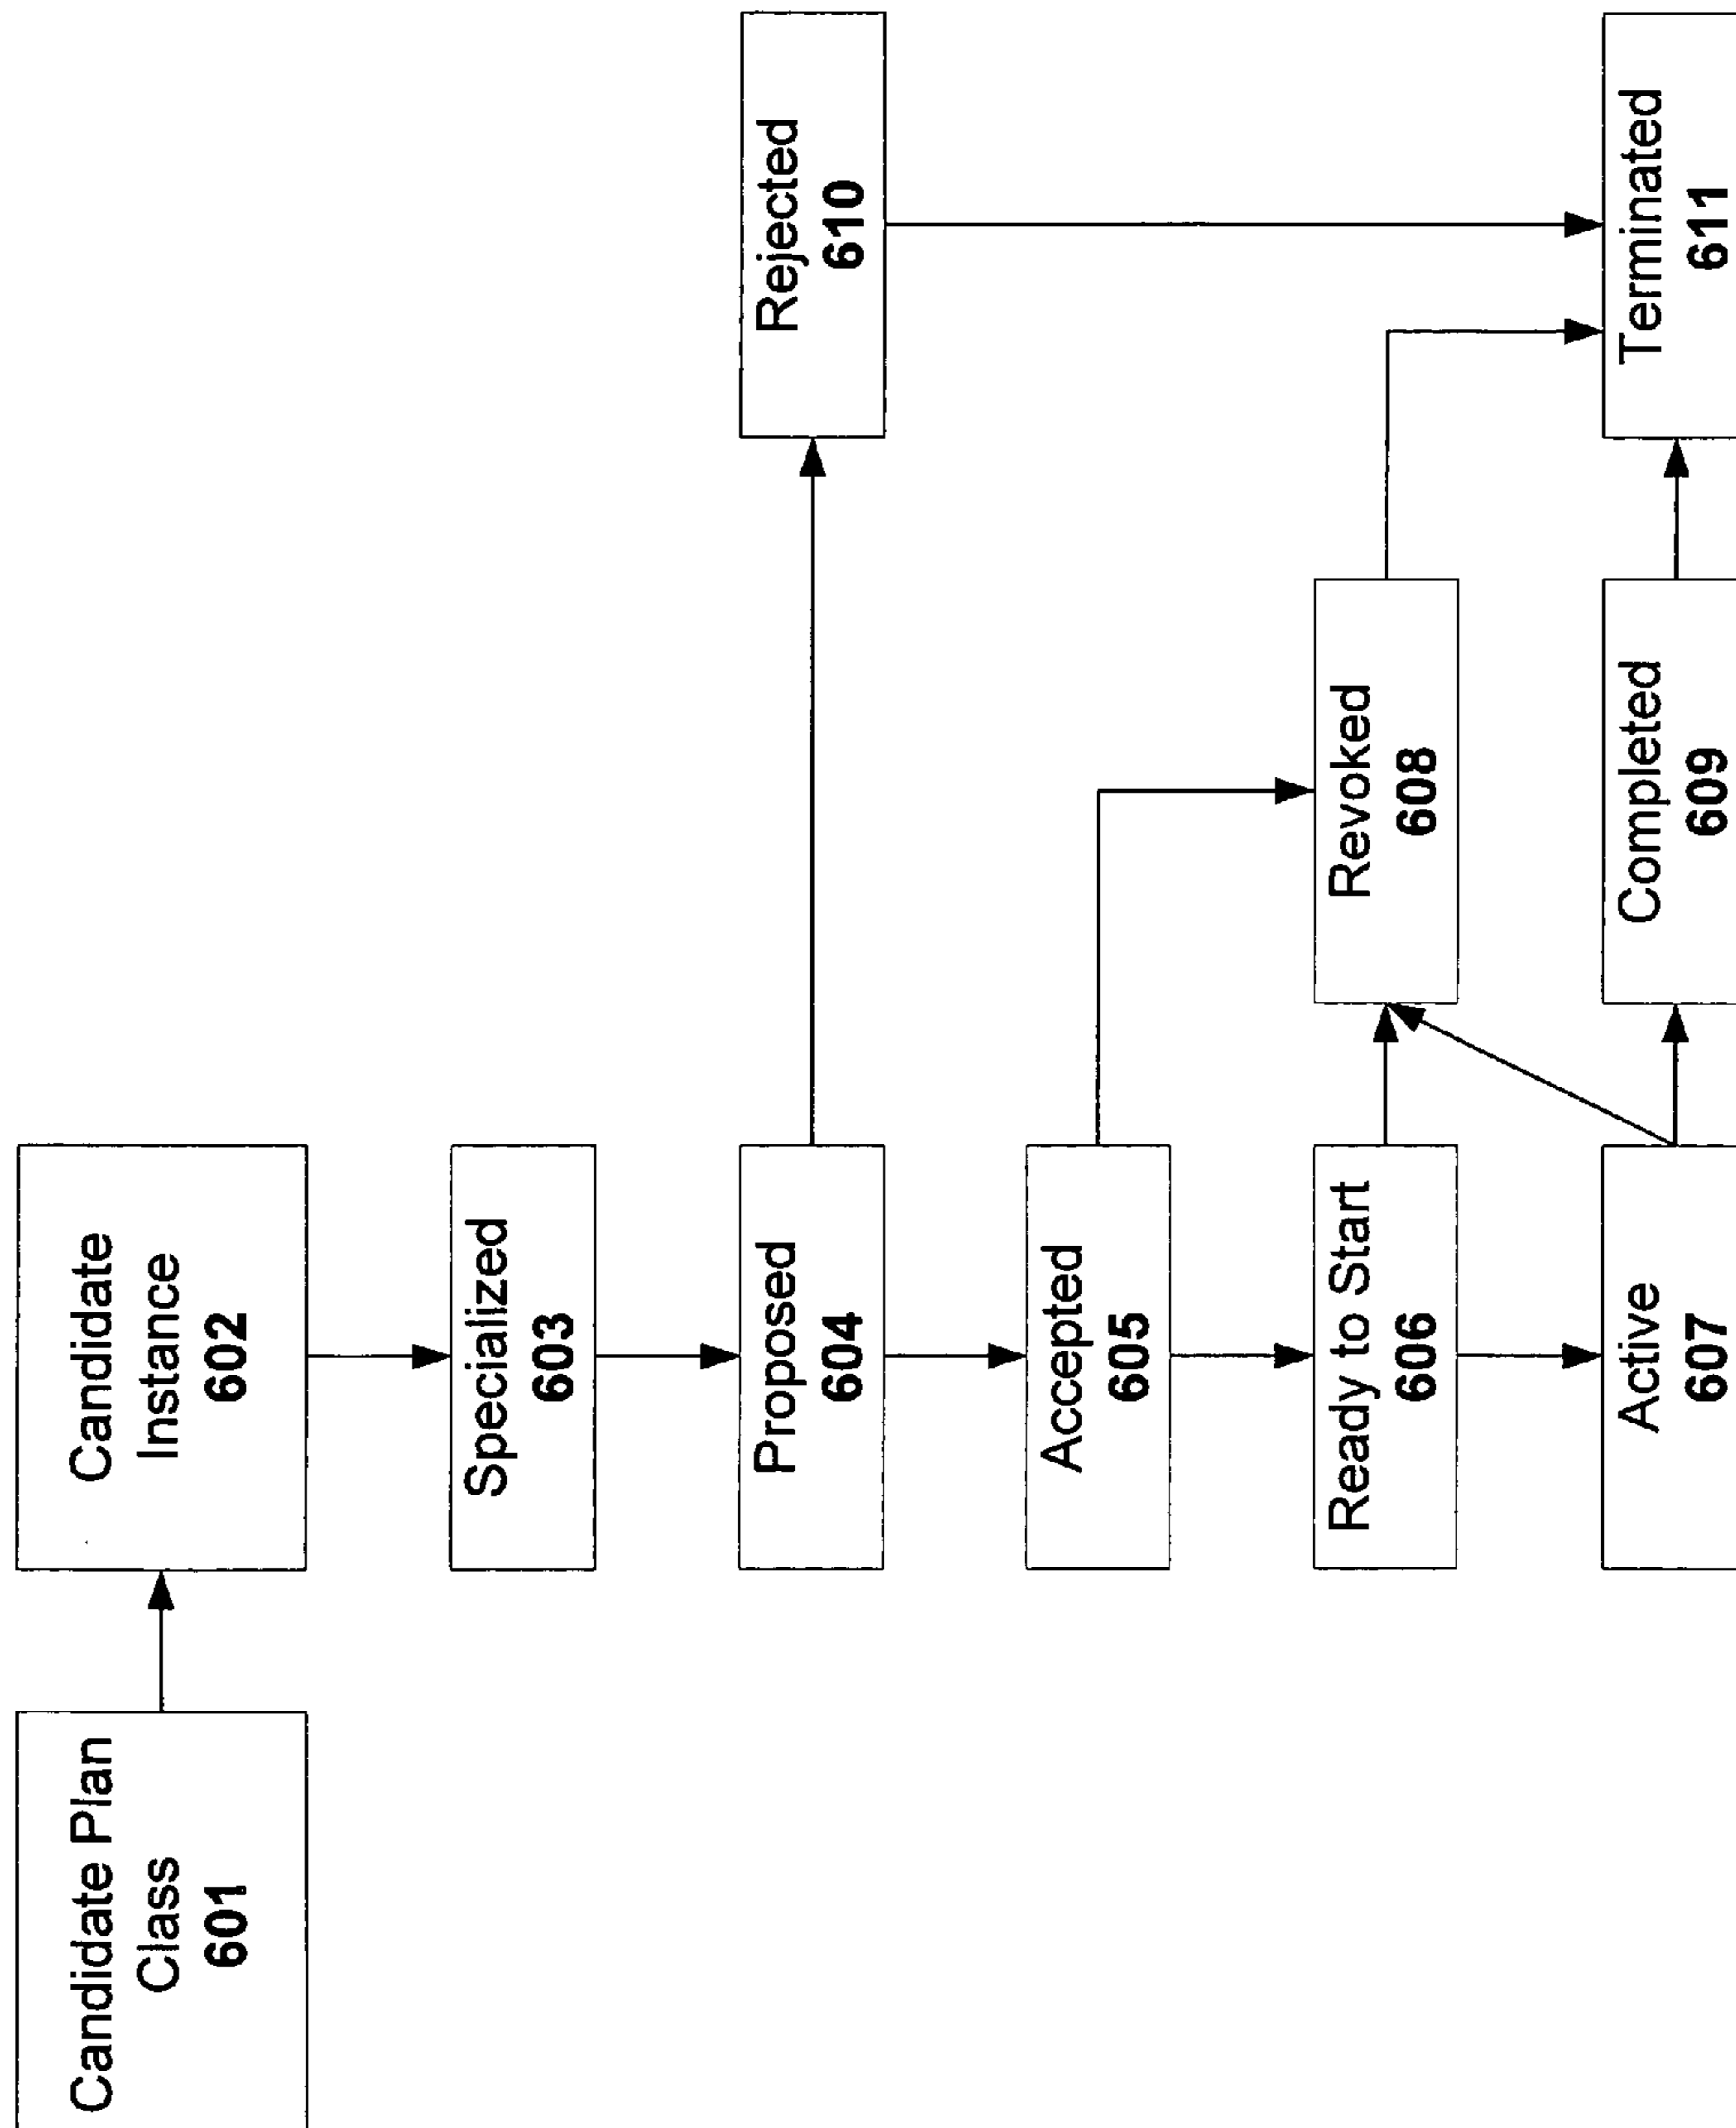 Candidate Plan
Class
601
Candidate
Instance
602
Specialized
603
Proposed
604
Rejected
610
Accepted
605
Ready to Start
606
Revoked
608
Active
607
Completed
609
Terminated
611